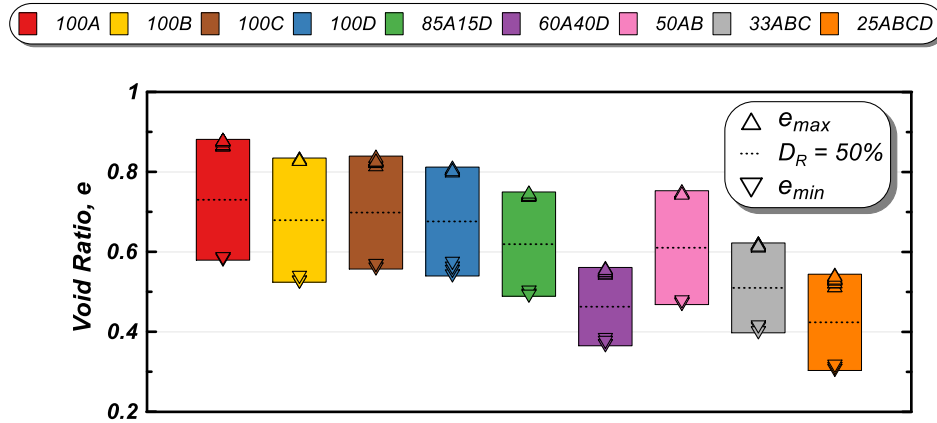 100A 100B 100C 100D 85A15D 60A40D 50AB 33ABC 25ABCD
1
0.8
0.6
0.4
0.2
Void Ratio, e
e_max
D_R = 50%
e_min